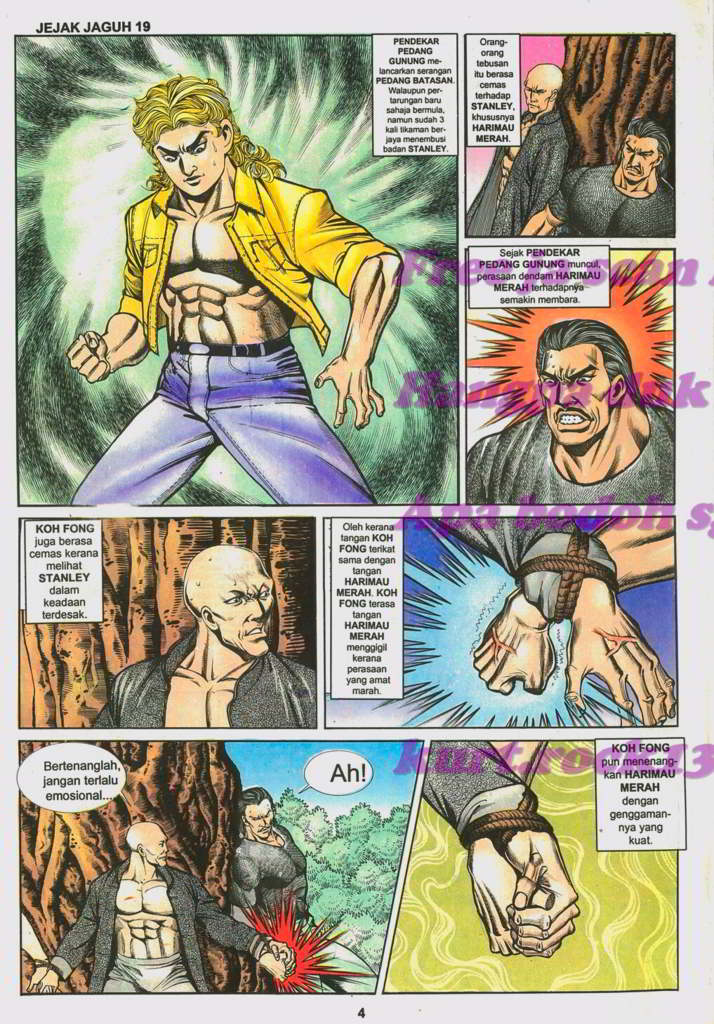 JEJAK JAGUH 19
PENDEKAR
PEDANG
GUNUNG me-
lancarkan serangan
PEDANG BATASAN.
Walaupun per-
tarungan baru
sahaja bermula,
namun sudah 3
kali tikaman ber-
jaya menembusi
badan STANLEY.
Orang-
orang
tebusan
itu berasa
cemas
terhadap
STANLEY,
khususnya
HARIMAU
MERAH.
Sejak PENDEKAR
PEDANG GUNUNG muncul,
perasaan dendam HARIMAU
MERAH terhadapnya
semakin membara.
KOH FONG
juga berasa
cemas kerana
melihat
STANLEY
dalam
keadaan
terdesak.
Oleh kerana
tangan KOH
FONG terikat
sama dengan
tangan
HARIMAU
MERAH. KOH
FONG terasa
tangan
HARIMAU
MERAH
menggigil
kerana
perasaan
yang amat
marah.
Bertenanglah,
jangan terlalu
emosional...
Ah!
KOH FONG
pun menenang-
kan HARIMAU
MERAH
dengan
genggaman-
nya yang
kuat.
Apa bodoh
4